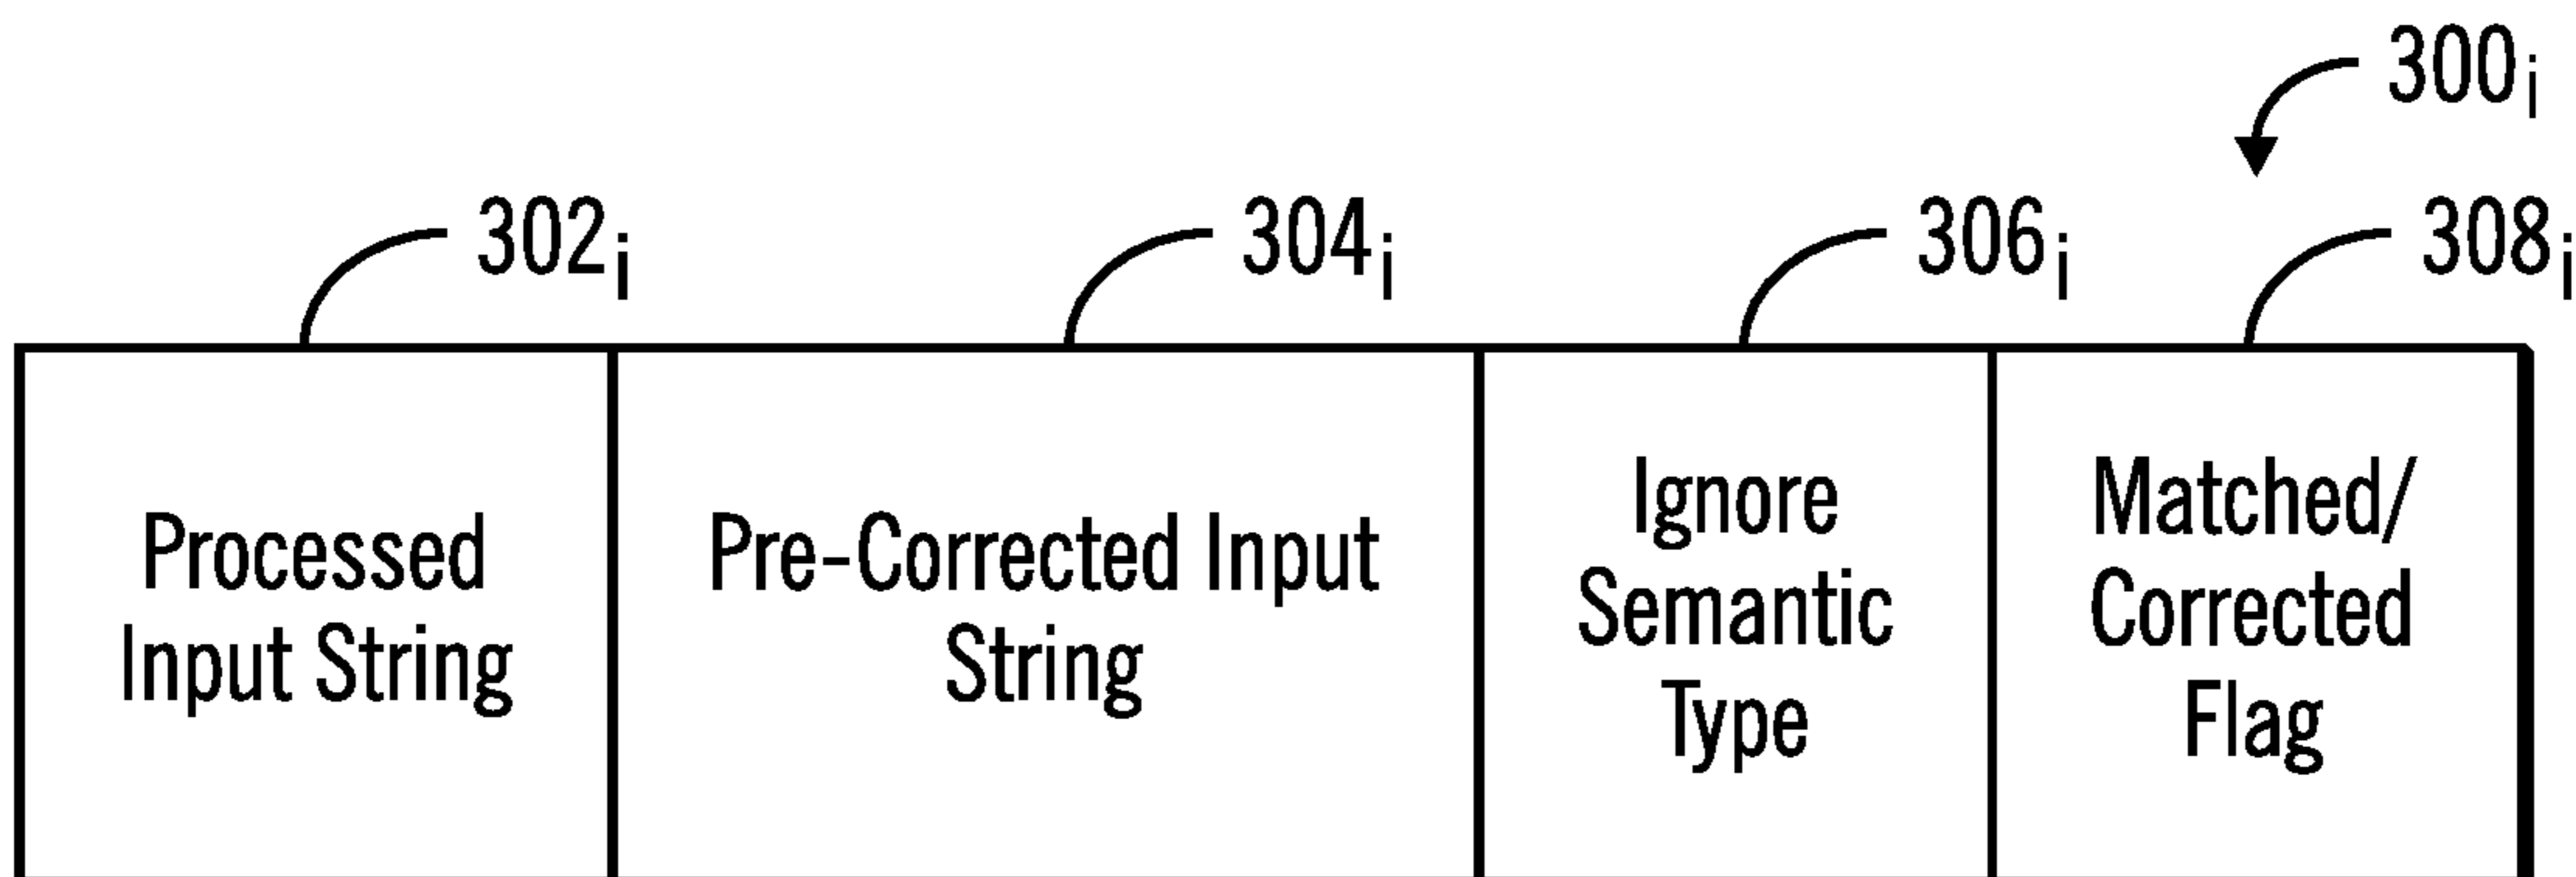 300i
302i 304i 306i 308i
Processed
Input String
Pre-Corrected Input
String
Ignore
Semantic
Type
Matched/
Corrected
Flag